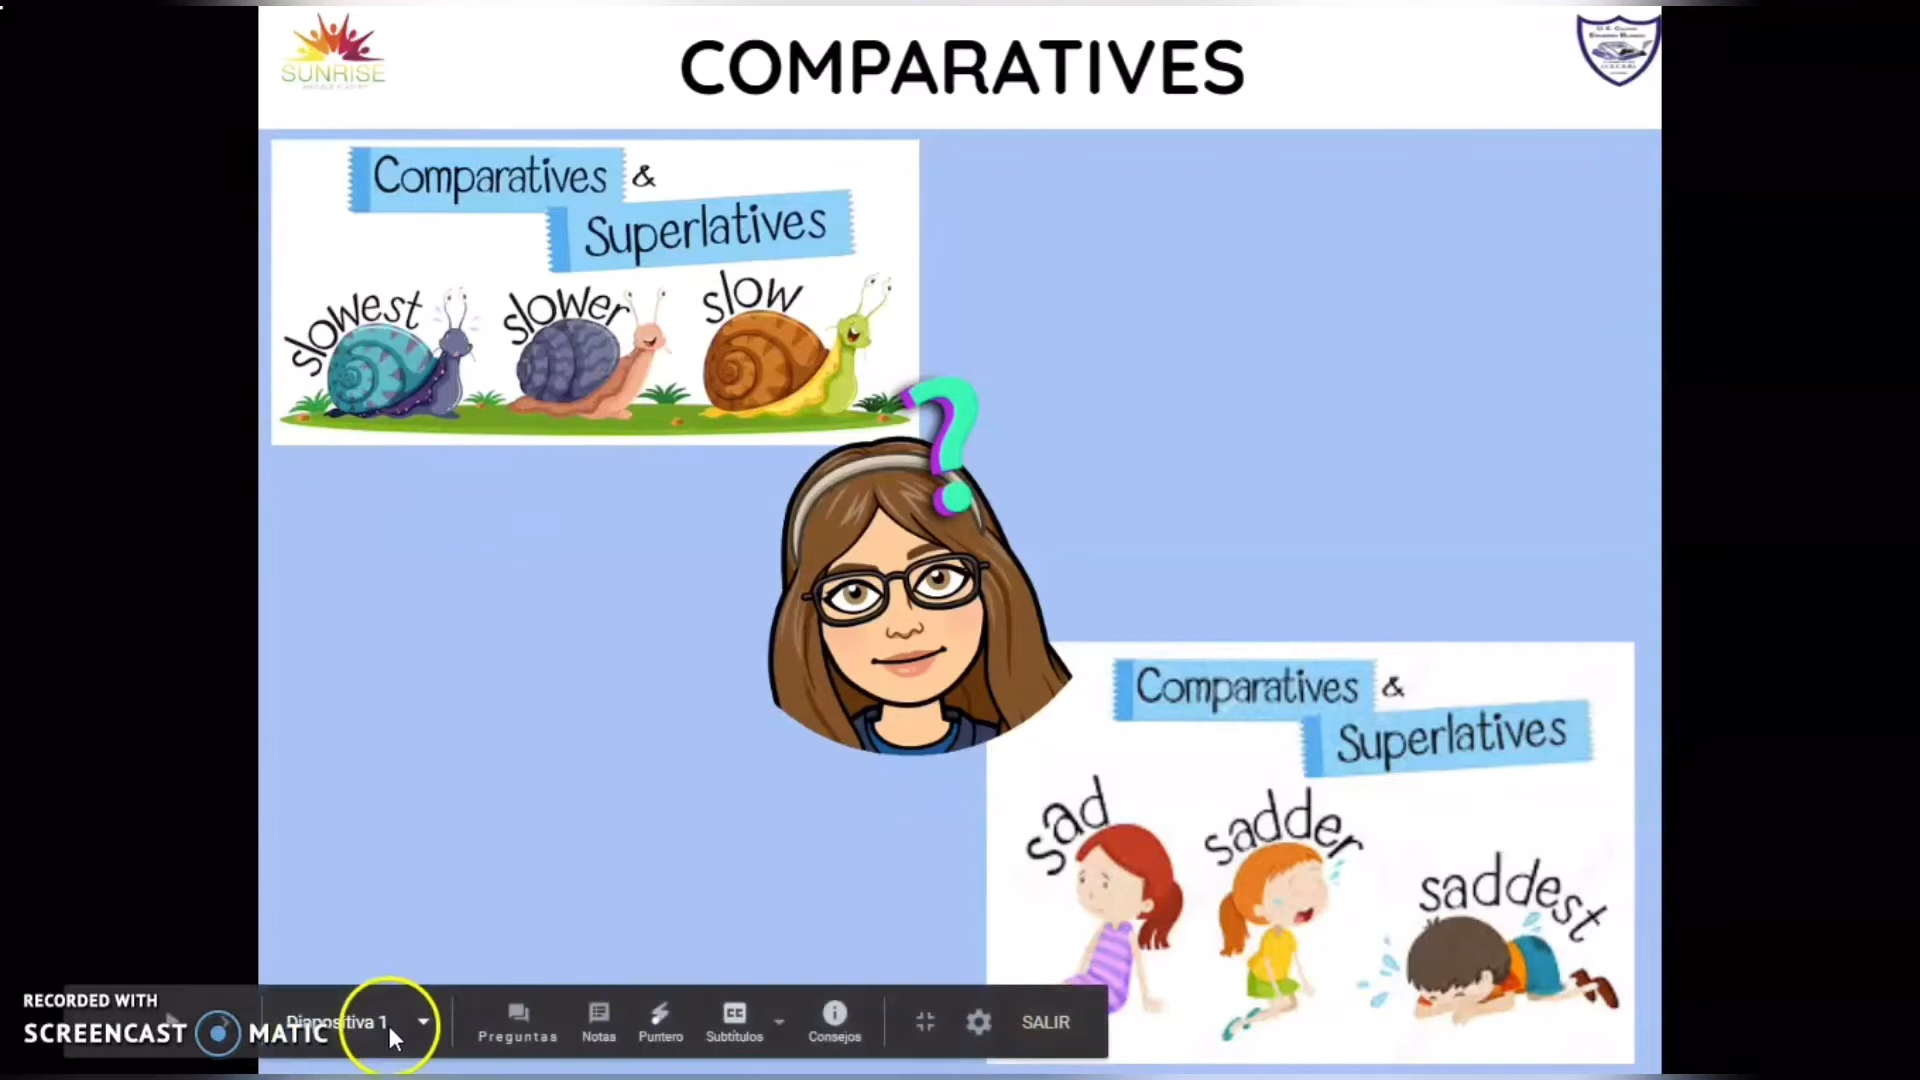 SUNRISE
COMPARATIVES
Comparatives &
Superlatives
slowest
slower
slow
?
Comparatives &
Superlatives
sad
sadder
saddest
RECORDED WITH
SCREENCAST MATIC
Diapositiva 1
Preguntas
Notas
Puntero
CC
Subtítulos
Consejos
SALIR